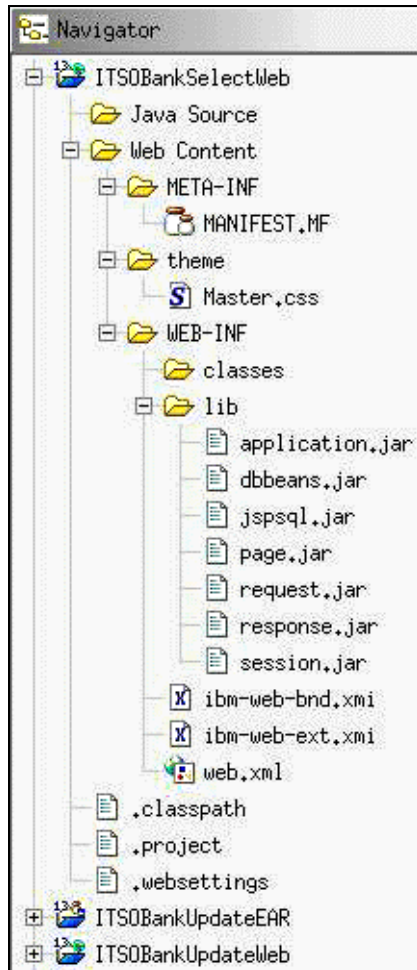 Navigator
ITSOBankSelectWeb
Java Source
Web Content
META-INF
MANIFEST.MF
theme
Master.css
WEB-INF
classes
lib
application.jar
dbbeans.jar
jspsql.jar
page.jar
request.jar
response.jar
session.jar
ibm-web-bnd.xmi
ibm-web-ext.xmi
web.xml
.classpath
.project
.websettings
ITSOBankUpdateEAR
ITSOBankUpdateWeb